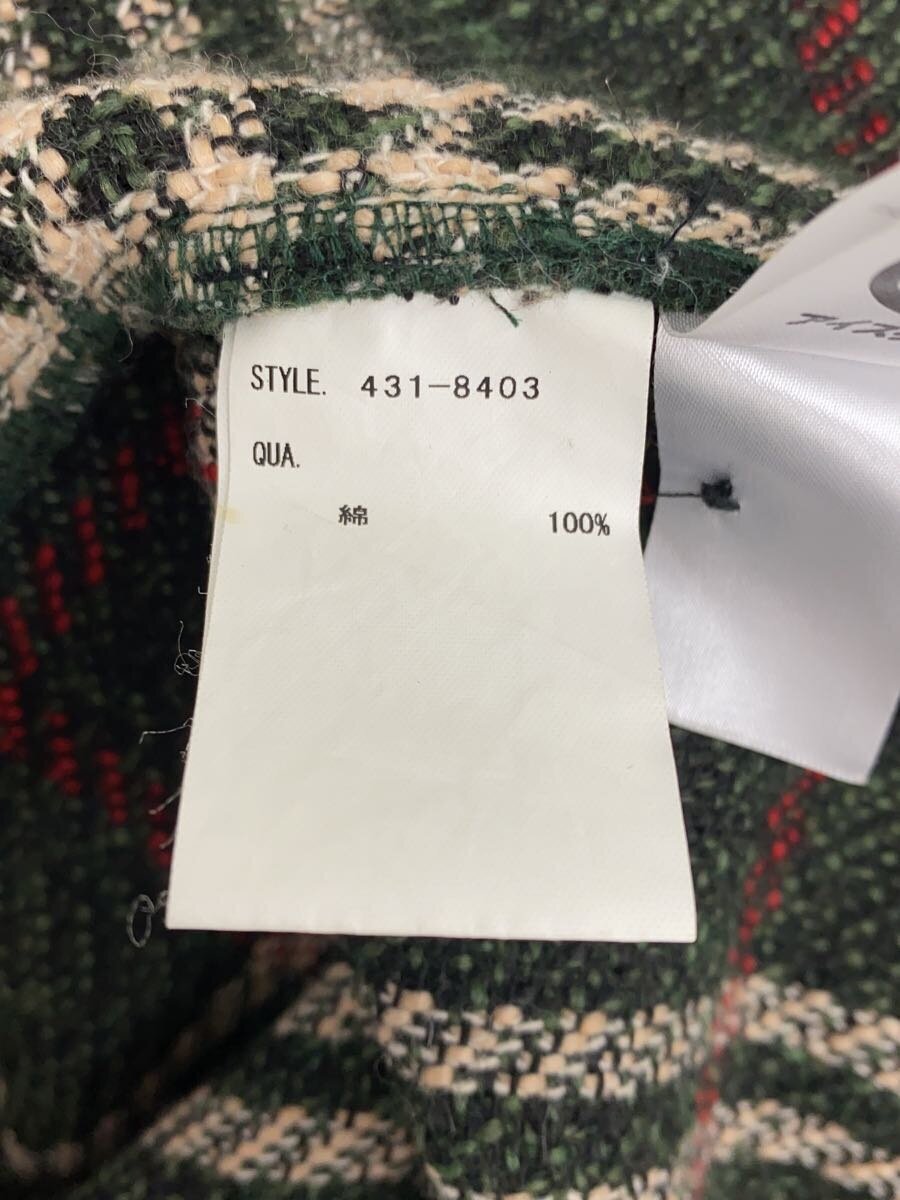 STYLE. 431-8403
QUA.
綿 100%